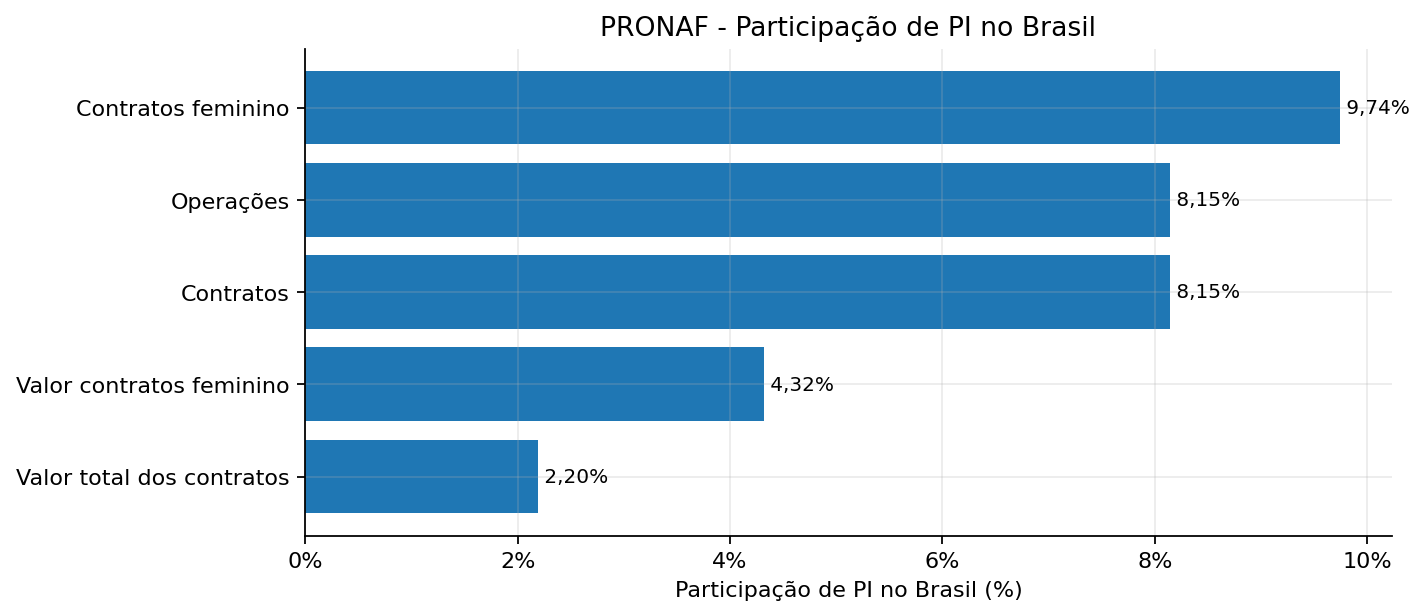 PRONAF - Participação de PI no Brasil
Contratos feminino
9,74%
Operações
8,15%
Contratos
8,15%
Valor contratos feminino
4,32%
Valor total dos contratos
2,20%
0%
2%
4%
6%
8%
10%
Participação de PI no Brasil (%)